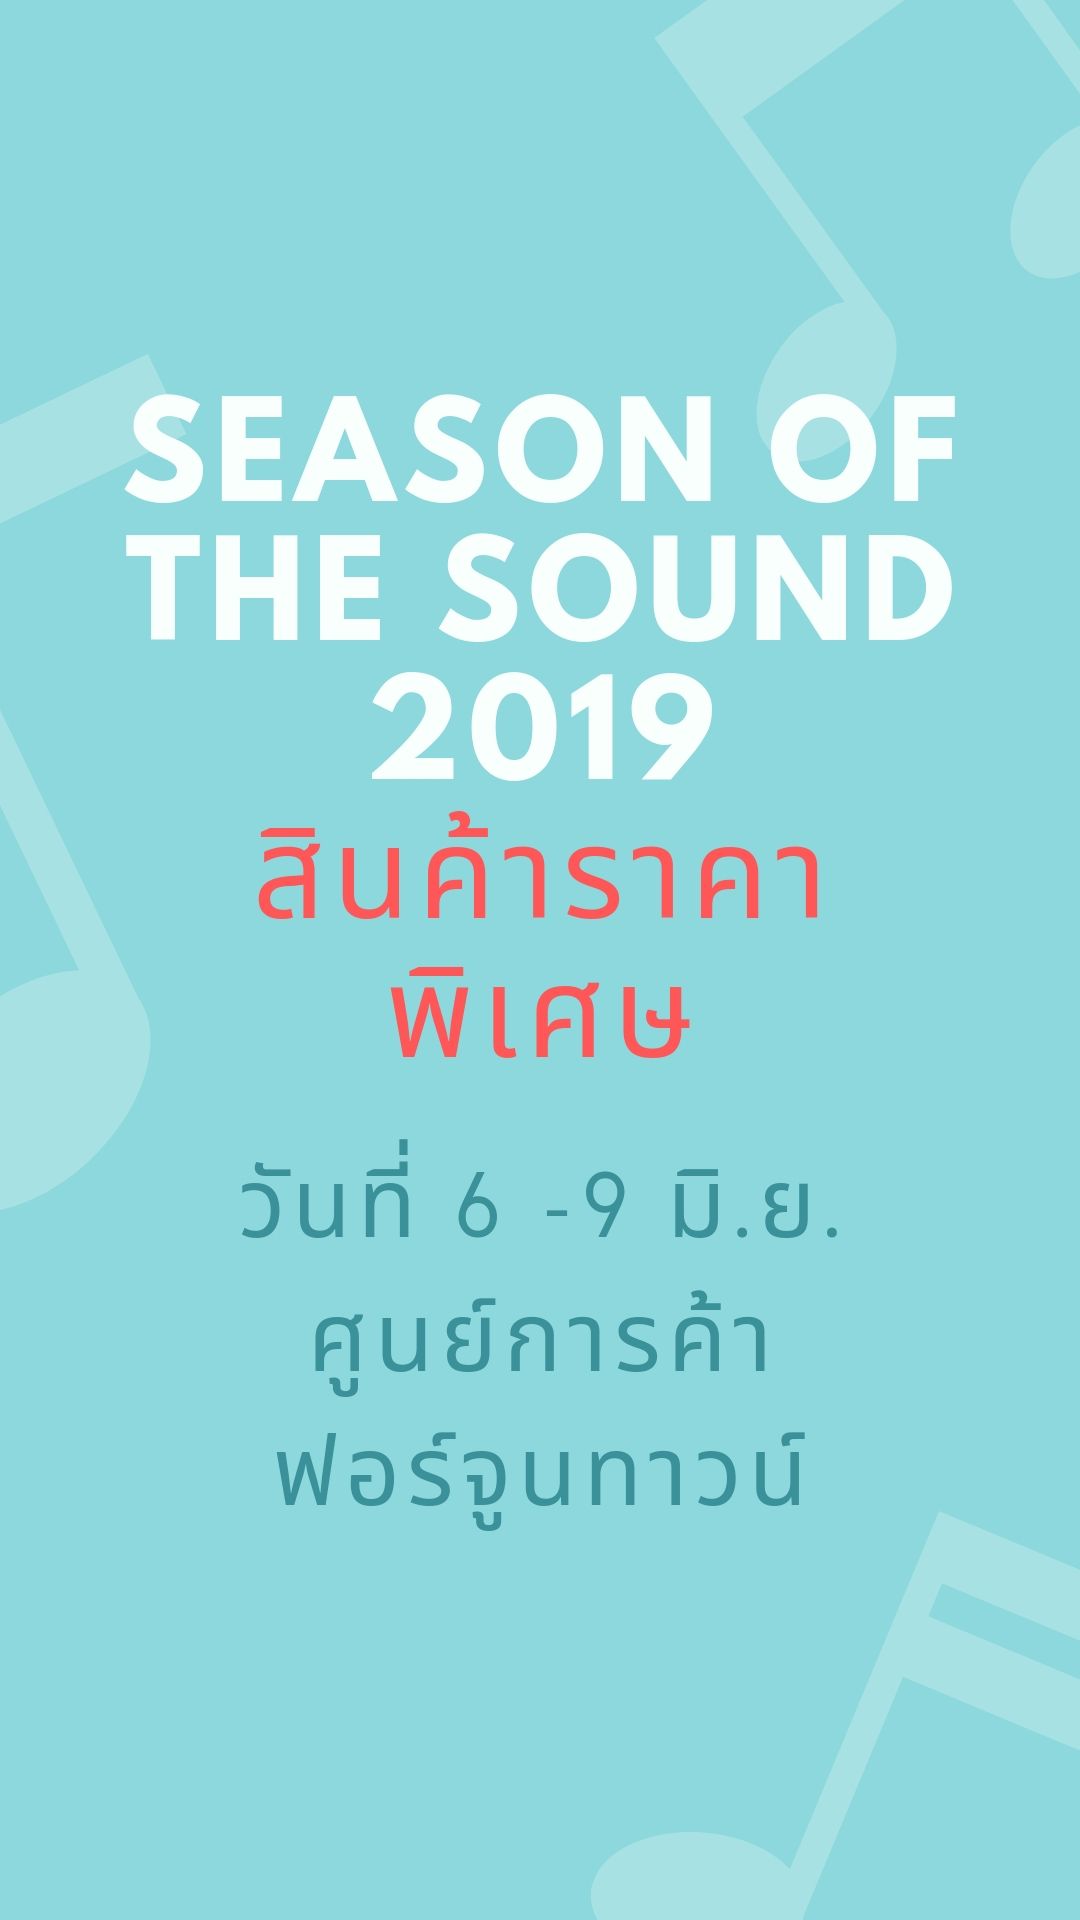 SEASON OF
THE SOUND
2019
สินค้าราคา
พิเศษ
วันที่ 6 -9 มิ.ย.
ศูนย์การค้า
ฟอร์จูนทาวน์